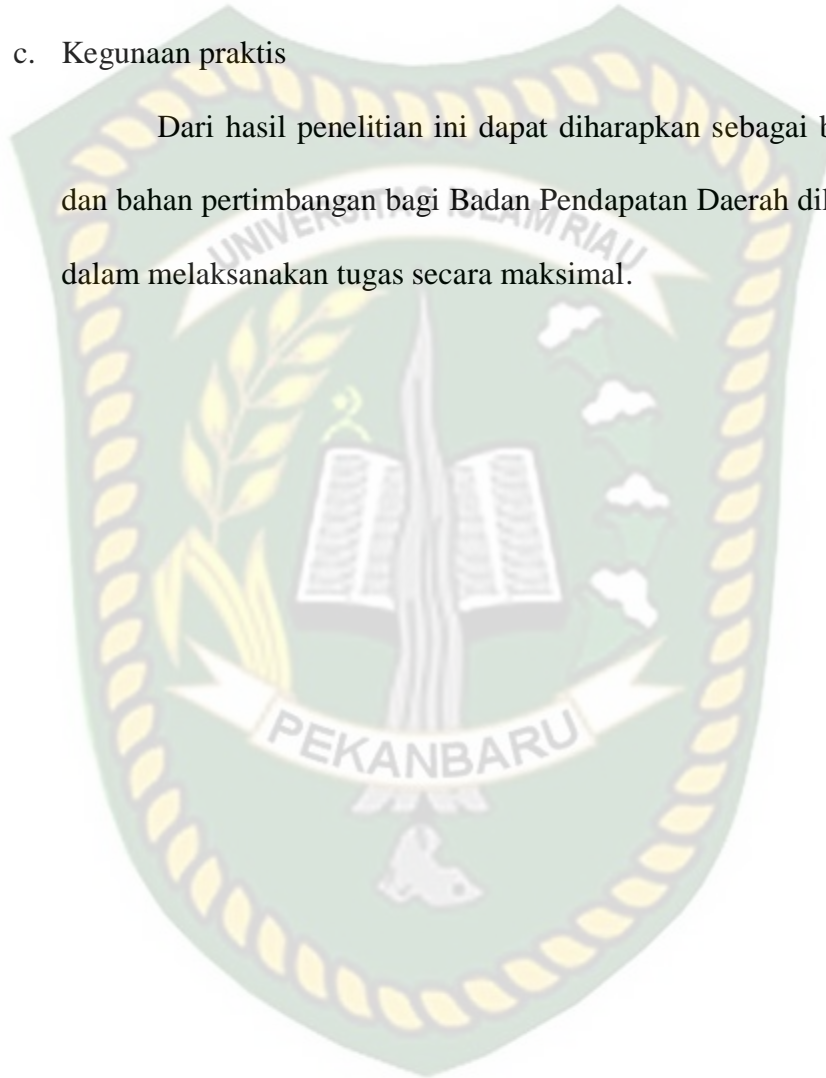 c. Kegunaan praktis
Dari hasil penelitian ini dapat diharapkan sebagai
dan bahan pertimbangan bagi Badan Pendapatan Daerah
dalam melaksanakan tugas secara maksimal.
UNIVERSITAS ISLAM RIAU
PEKANBARU